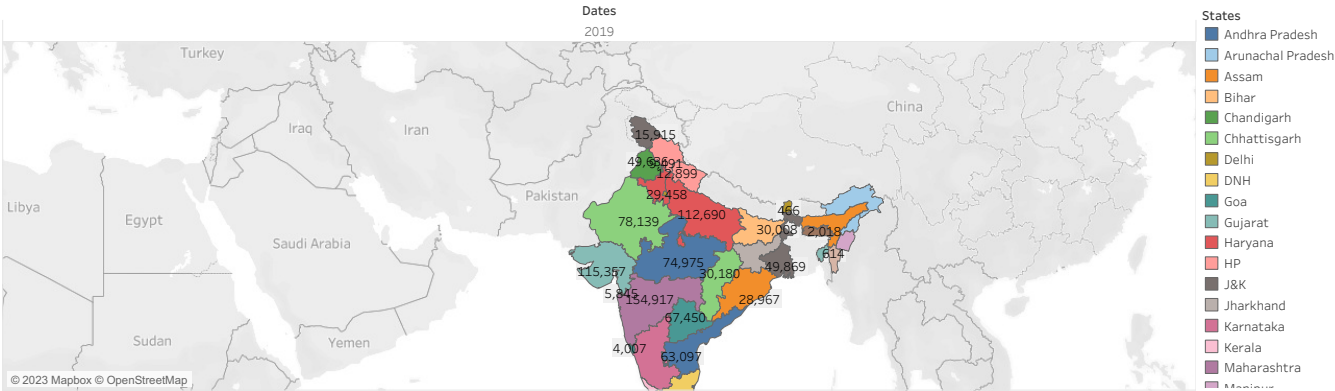 Dates
2019
States
Andhra Pradesh
Arunachal Pradesh
Assam
Bihar
Chandigarh
Chhattisgarh
Delhi
DNH
Goa
Gujarat
Haryana
HP
J&K
Jharkhand
Karnataka
Kerala
Maharashtra
Turkey
China
Iraq
Iran
Pakistan
Libya
Egypt
Saudi Arabia
Sudan
Yemen
15,915
12,899
29,458
78,139
112,690
466
30,008
2,018
614
115,357
74,975
30,180
49,869
5,845
154,917
28,967
67,450
4,007
63,097
© 2023 Mapbox © OpenStreetMap